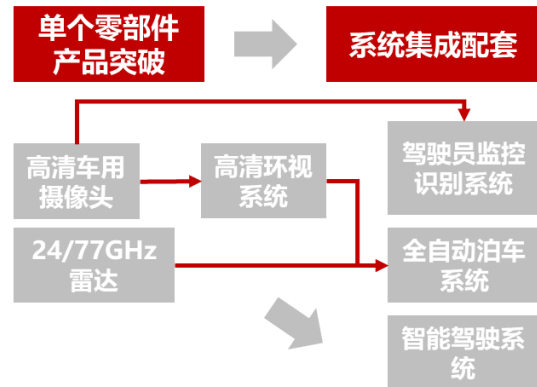 单个零部件
产品突破
系统集成配套
高清车用
摄像头
高清环视
系统
驾驶员监控
识别系统
24/77GHz
雷达
全自动泊车
系统
智能驾驶系
统